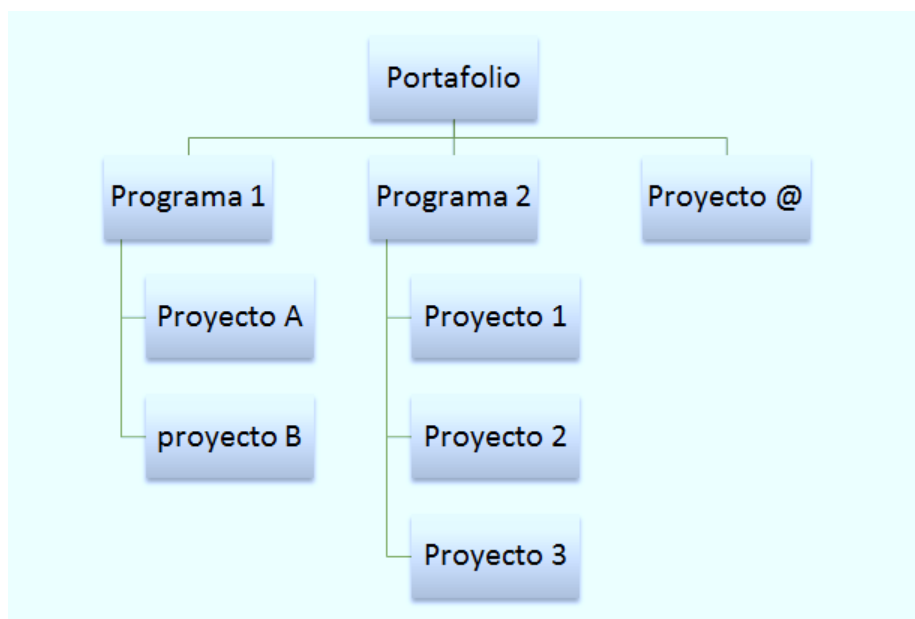 Portafolio
Programa 1
Programa 2
Proyecto @
Proyecto A
Proyecto 1
proyecto B
Proyecto 2
Proyecto 3